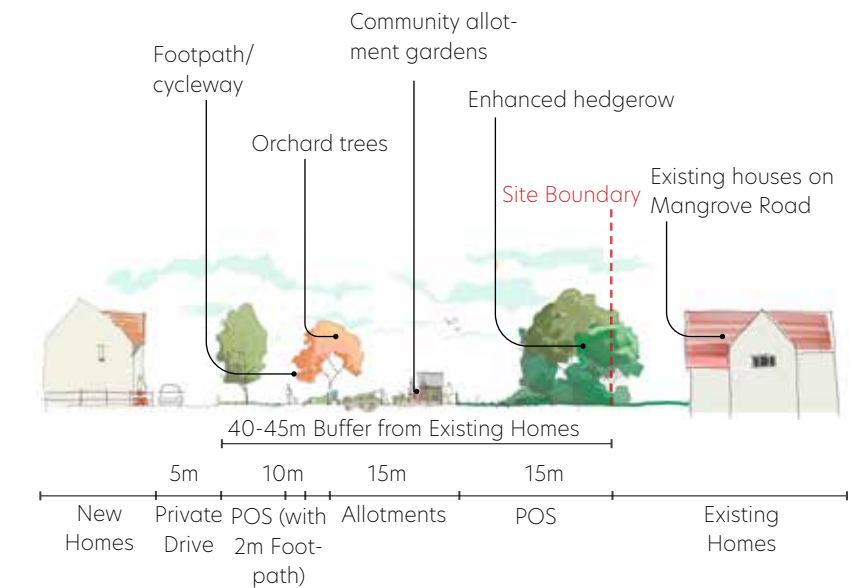 Community allot-
ment gardens
Footpath/
cycleway
Enhanced hedgerow
Orchard trees
Existing houses on
Mangrove Road
Site Boundary
40-45m Buffer from Existing Homes
5m
10m
15m
15m
New
Homes
Private
Drive
POS (with
2m Foot-
path)
Allotments
POS
Existing
Homes